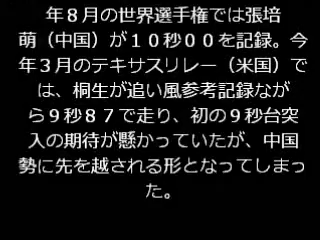 年８月の世界選手権では張培
萌（中国）が１０秒００を記録。今
年３月のテキサスリレー（米国）で
は、桐生が追い風参考記録なが
ら９秒８７で走り、初の９秒台突
入の期待が懸かっていたが、中国
勢に先を越される形となってしまっ
た。